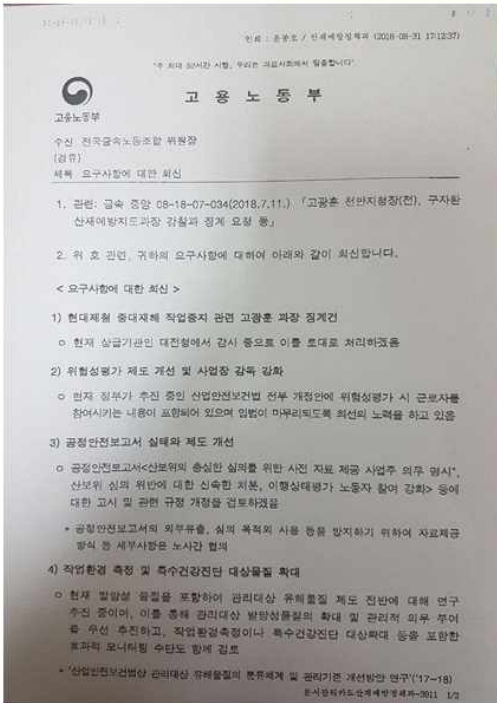 인쇄 : 윤광호 / 산재예방정책과 (2018-08-31 17:12:37)
"주 최대 52시간 시행, 우리는 과로사회에서 탈출합니다"
고용노동부
고용노동부
수신 전국금속노동조합 위원장
(경유)
제목 요구사항에 대한 회신
1. 관련: 금속 중앙 08-18-07-034(2018.7.11.) 「고광훈 천안지청장(전), 구자환
산재예방지도과장 감찰과 징계 요청 등」
2. 위 호 관련, 귀하의 요구사항에 대하여 아래와 같이 회신합니다.
< 요구사항에 대한 회신 >
1) 현대제철 중대재해 작업중지 관련 고광훈 과장 징계건
ㅇ 현재 상급기관인 대전청에서 감사 중으로 이를 토대로 처리하겠음
2) 위험성평가 제도 개선 및 사업장 감독 강화
ㅇ 현재 정부가 추진 중인 산업안전보건법 전부 개정안에 위험성평가 시 근로자를
참여시키는 내용이 포함되어 있으며 입법이 마무리되도록 최선의 노력을 하고 있음
3) 공정안전보고서 실태와 제도 개선
ㅇ 공정안전보고서<산보위의 충실한 심의를 위한 사전 자료 제공 사업주 의무 명시*,
산보위 심의 위반에 대한 신속한 처분, 이행상태평가 노동자 참여 강화> 등에
대한 고시 및 관련 규정 개정을 검토하겠음
* 공정안전보고서의 외부유출, 심의 목적외 사용 등을 방지하기 위하여 자료제공
방식 등 세부사항은 노사간 협의
4) 작업환경 측정 및 특수건강진단 대상물질 확대
ㅇ 현재 발암성 물질을 포함하여 관리대상 유해물질 제도 전반에 대해 연구
추진 중이며, 이를 통해 관리대상 발암성물질의 확대 및 관리적 의무 부여
를 우선 추진하고, 작업환경측정이나 특수건강진단 대상확대 등을 포함한
효과적 모니터링 수단도 함께 검토
* '산업안전보건법상 관리대상 유해물질의 분류체계 및 관리기준 개선방안 연구'('17~18)
문서관리카드산재예방정책과-3911 1/2